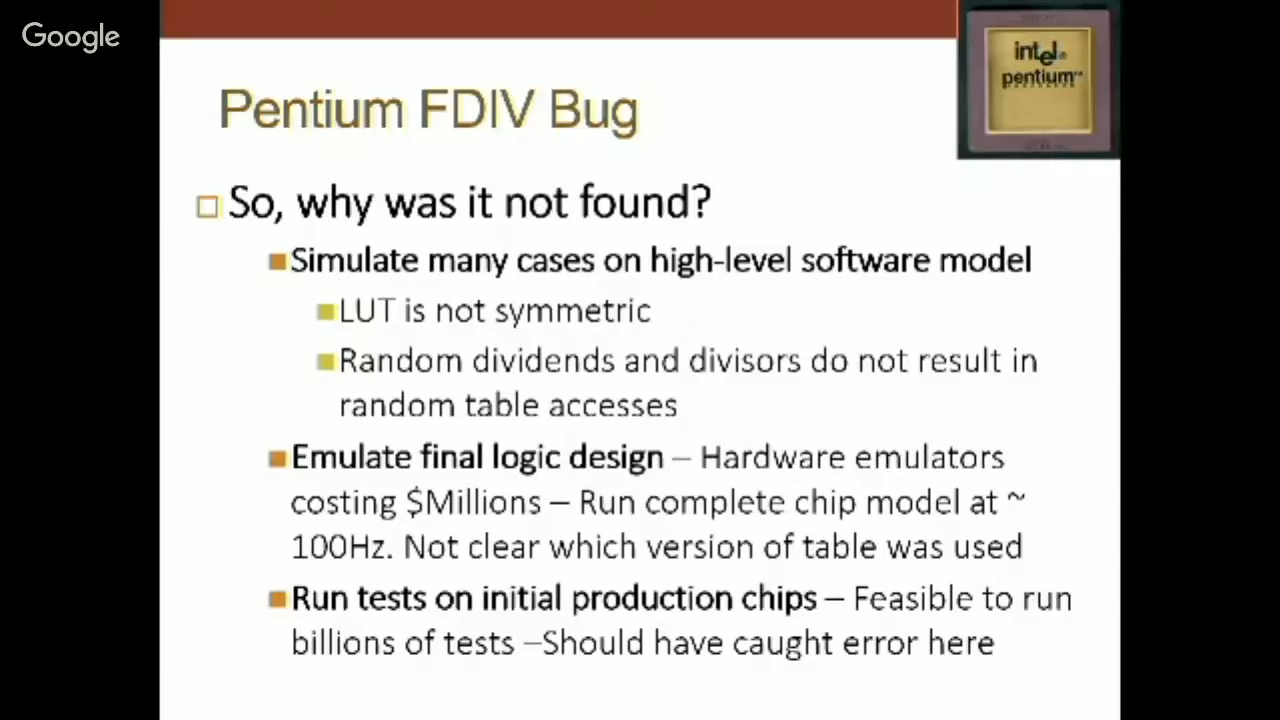 Google
intel
pentium
Pentium FDIV Bug
So, why was it not found?
Simulate many cases on high-level software model
LUT is not symmetric
Random dividends and divisors do not result in
random table accesses
Emulate final logic design – Hardware emulators
costing $Millions – Run complete chip model at ~
100Hz. Not clear which version of table was used
Run tests on initial production chips – Feasible to run
billions of tests –Should have caught error here